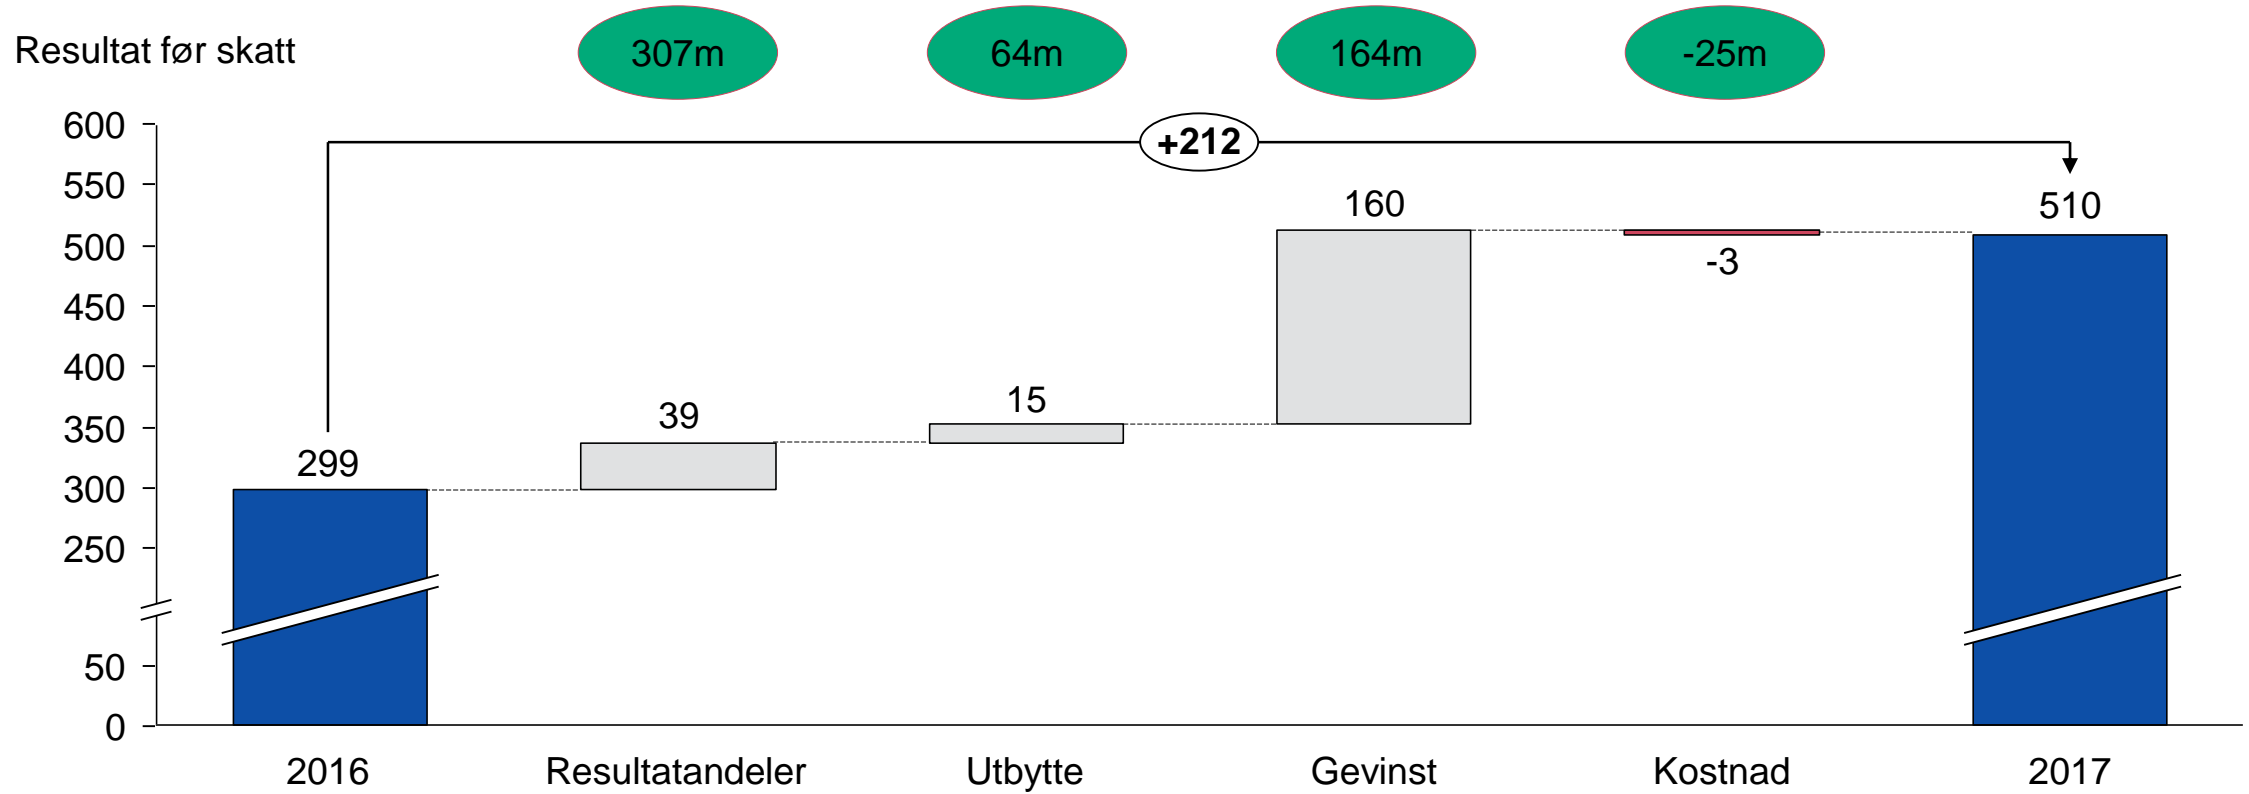 Resultat før skatt
307m
64m
164m
-25m
600
550
500
450
400
350
300
250
50
0
+212
299
39
15
160
-3
510
2016
Resultatandeler
Utbytte
Gevinst
Kostnad
2017